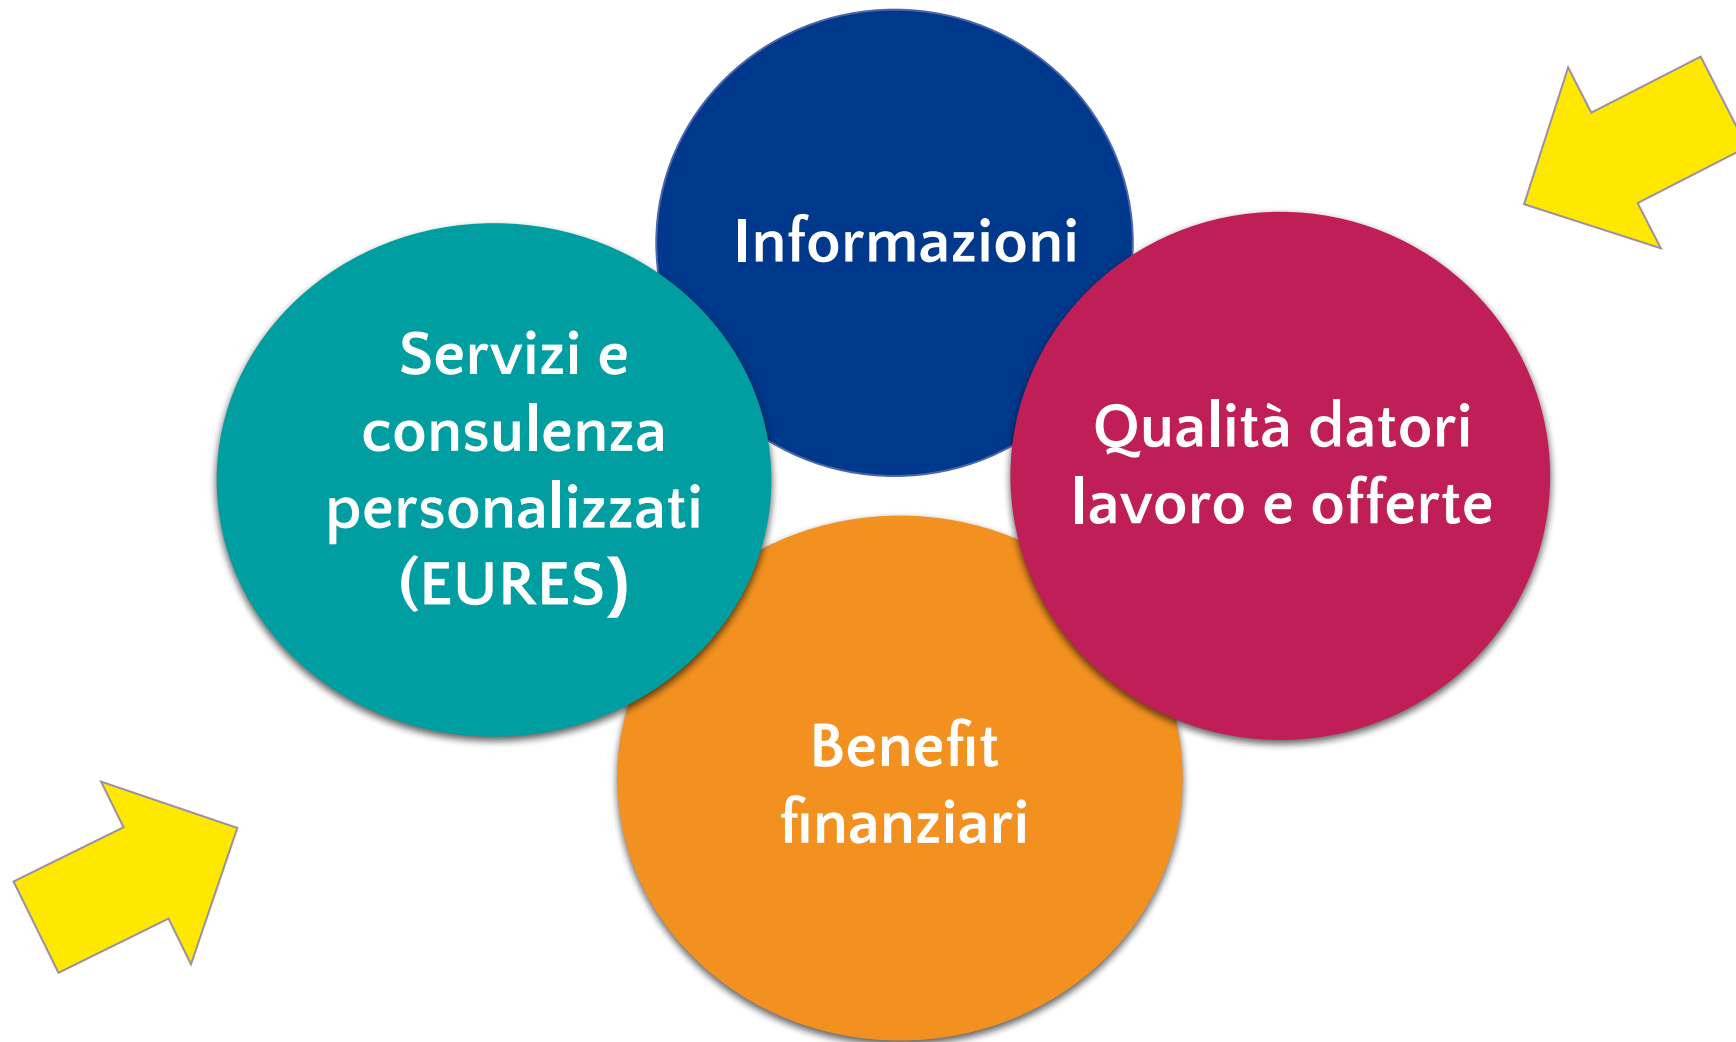 Informazioni
Servizi e
consulenza
personalizzati
(EURES)
Qualità datori
lavoro e offerte
Benefit
finanziari